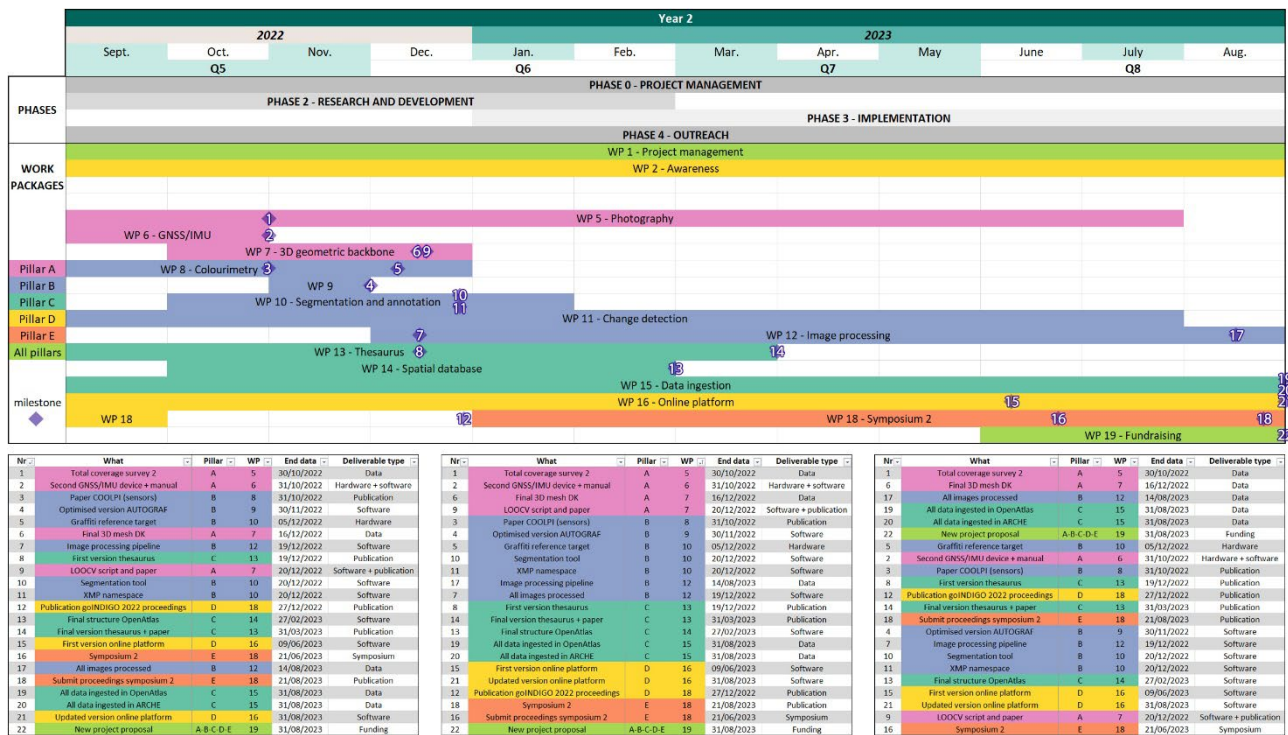 Year 2
2022 2023
Sept. Oct. Nov. Dec. Jan. Feb. Mar. Apr. May June July Aug.
Q5 Q6 Q7 Q8
PHASES
PHASE 0 - PROJECT MANAGEMENT
PHASE 2 - RESEARCH AND DEVELOPMENT
PHASE 3 - IMPLEMENTATION
PHASE 4 - OUTREACH
WORK PACKAGES
WP 1 - Project management
WP 2 - Awareness
1 WP 5 - Photography
WP 6 - GNSS/IMU 2
WP 7 - 3D geometric backbone 6 9
Pillar A WP 8 - Colourimetry 3 5
Pillar B WP 9 4
Pillar C WP 10 - Segmentation and annotation 10 11
Pillar D WP 11 - Change detection
Pillar E 7 WP 12 - Image processing 17
All pillars WP 13 - Thesaurus 8 14
WP 14 - Spatial database 13
WP 15 - Data ingestion 19 20
milestone WP 16 - Online platform 15
WP 18 12 WP 18 - Symposium 2 16 18
WP 19 - Fundraising
Nr What Pillar WP End data Deliverable type
1 Total coverage survey 2 A 5 30/10/2022 Data
2 Second GNSS/IMU device + manual A 6 31/10/2022 Hardware + software
3 Paper COOLPI (sensors) B 8 31/10/2022 Publication
4 Optimised version AUTOGRAF B 9 30/11/2022 Software
5 Graffiti reference target B 10 05/12/2022 Hardware
6 Final 3D mesh DK A 7 16/12/2022 Data
7 Image processing pipeline B 12 19/12/2022 Software
8 First version thesaurus C 13 19/12/2022 Publication
9 LOOCV script and paper A 7 20/12/2022 Software + publication
10 Segmentation tool B 10 20/12/2022 Software
11 XMP namespace B 10 20/12/2022 Software
12 Publication goINDIGO 2022 proceedings D 18 27/12/2022 Publication
13 Final structure OpenAtlas C 14 27/02/2023 Software
14 Final version thesaurus + paper C 13 31/03/2023 Publication
15 First version online platform D 16 09/06/2023 Software
16 Symposium 2 E 18 21/06/2023 Symposium
17 All images processed B 12 14/08/2023 Data
18 Submit proceedings symposium 2 E 18 21/08/2023 Publication
19 All data ingested in OpenAtlas C 15 31/08/2023 Data
20 All data ingested in ARCHE C 15 31/08/2023 Data
21 Updated version online platform D 16 31/08/2023 Software
22 New project proposal A-B-C-D-E 19 31/08/2023 Funding
Nr What Pillar WP End data Deliverable type
1 Total coverage survey 2 A 5 30/10/2022 Data
2 Second GNSS/IMU device + manual A 6 31/10/2022 Hardware + software
6 Final 3D mesh DK A 7 16/12/2022 Data
9 LOOCV script and paper A 7 20/12/2022 Software + publication
3 Paper COOLPI (sensors) B 8 31/10/2022 Publication
4 Optimised version AUTOGRAF B 9 30/11/2022 Software
5 Graffiti reference target B 10 05/12/2022 Hardware
10 Segmentation tool B 10 20/12/2022 Software
11 XMP namespace B 10 20/12/2022 Software
17 Image processing pipeline B 12 14/08/2023 Data
7 All images processed B 12 19/12/2022 Software
8 First version thesaurus C 13 19/12/2022 Publication
14 Final version thesaurus + paper C 13 31/03/2023 Publication
13 Final structure OpenAtlas C 14 27/02/2023 Software
19 All data ingested in OpenAtlas C 15 31/08/2023 Data
20 All data ingested in ARCHE C 15 31/08/2023 Data
15 First version online platform D 16 09/06/2023 Software
21 Updated version online platform D 16 31/08/2023 Software
12 Publication goINDIGO 2022 proceedings D 18 27/12/2022 Publication
18 Symposium 2 E 18 21/08/2023 Publication
16 Submit proceedings symposium 2 E 18 21/06/2023 Symposium
22 New project proposal A-B-C-D-E 19 31/08/2023 Funding
Nr What Pillar WP End data Deliverable type
1 Total coverage survey 2 A 5 30/10/2022 Data
6 Final 3D mesh DK A 7 16/12/2022 Data
17 All images processed B 12 14/08/2023 Data
19 All data ingested in OpenAtlas C 15 31/08/2023 Data
20 All data ingested in ARCHE C 15 31/08/2023 Data
22 New project proposal A-B-C-D-E 19 31/08/2023 Funding
5 Graffiti reference target B 10 05/12/2022 Hardware
2 Second GNSS/IMU device + manual A 6 31/10/2022 Hardware + software
3 Paper COOLPI (sensors) B 8 31/10/2022 Publication
8 First version thesaurus C 13 19/12/2022 Publication
12 Publication goINDIGO 2022 proceedings D 18 27/12/2022 Publication
14 Final version thesaurus + paper C 13 31/03/2023 Publication
18 Submit proceedings symposium 2 E 18 21/08/2023 Publication
4 Optimised version AUTOGRAF B 9 30/11/2022 Software
7 Image processing pipeline B 12 19/12/2022 Software
10 Segmentation tool B 10 20/12/2022 Software
11 XMP namespace B 10 20/12/2022 Software
13 Final structure OpenAtlas C 14 27/02/2023 Software
15 First version online platform D 16 09/06/2023 Software
21 Updated version online platform D 16 31/08/2023 Software
9 LOOCV script and paper A 7 20/12/2022 Software + publication
16 Symposium 2 E 18 21/06/2023 Symposium